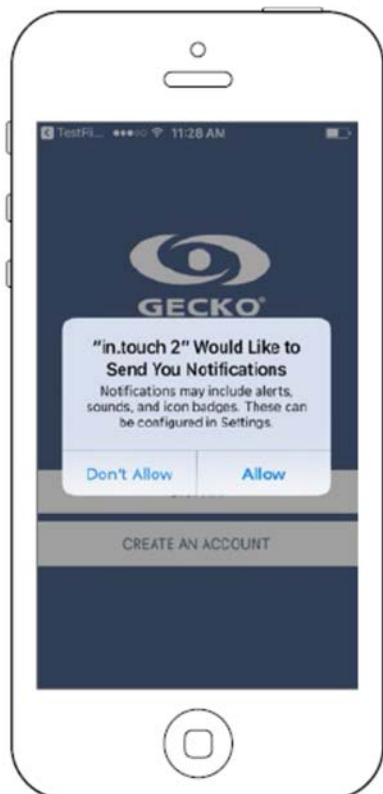 TestFli... 11:28 AM
GECKO®
“in.touch 2” Would Like to
Send You Notifications
Notifications may include alerts,
sounds, and icon badges. These can
be configured in Settings.
Don't Allow Allow
CREATE AN ACCOUNT